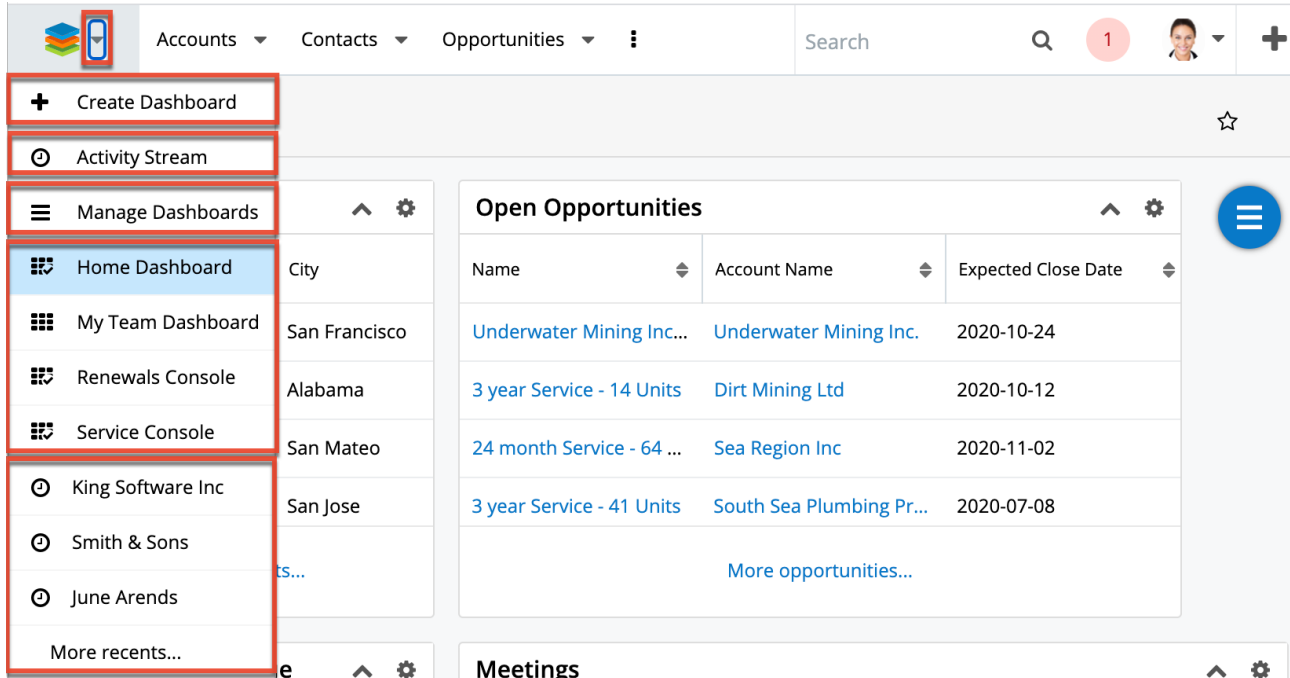 Accounts Contacts Opportunities Search 1
Create Dashboard
Activity Stream
Manage Dashboards
Home Dashboard
My Team Dashboard
Renewals Console
Service Console
King Software Inc
Smith & Sons
June Arends
More recents...
City
San Francisco
Alabama
San Mateo
San Jose
ts...
e
Open Opportunities
Name Account Name Expected Close Date
Underwater Mining Inc... Underwater Mining Inc. 2020-10-24
3 year Service - 14 Units Dirt Mining Ltd 2020-10-12
24 month Service - 64 ... Sea Region Inc 2020-11-02
3 year Service - 41 Units South Sea Plumbing Pr... 2020-07-08
More opportunities...
Meetings